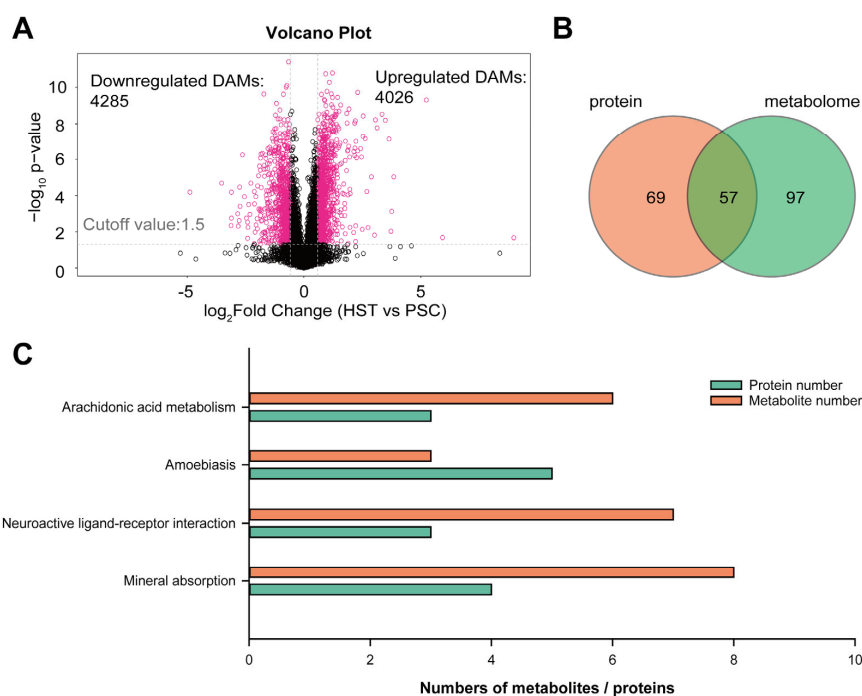 A
Volcano Plot
Downregulated DAMs:
4285
Upregulated DAMs:
4026
Cutoff value:1.5
−log10 p−value
10
8
6
4
2
0
-5
0
5
log2Fold Change (HST vs PSC)
B
protein
metabolome
69
57
97
C
Protein number
Metabolite number
Arachidonic acid metabolism
Amoebiasis
Neuroactive ligand-receptor interaction
Mineral absorption
0
2
4
6
8
10
Numbers of metabolites / proteins